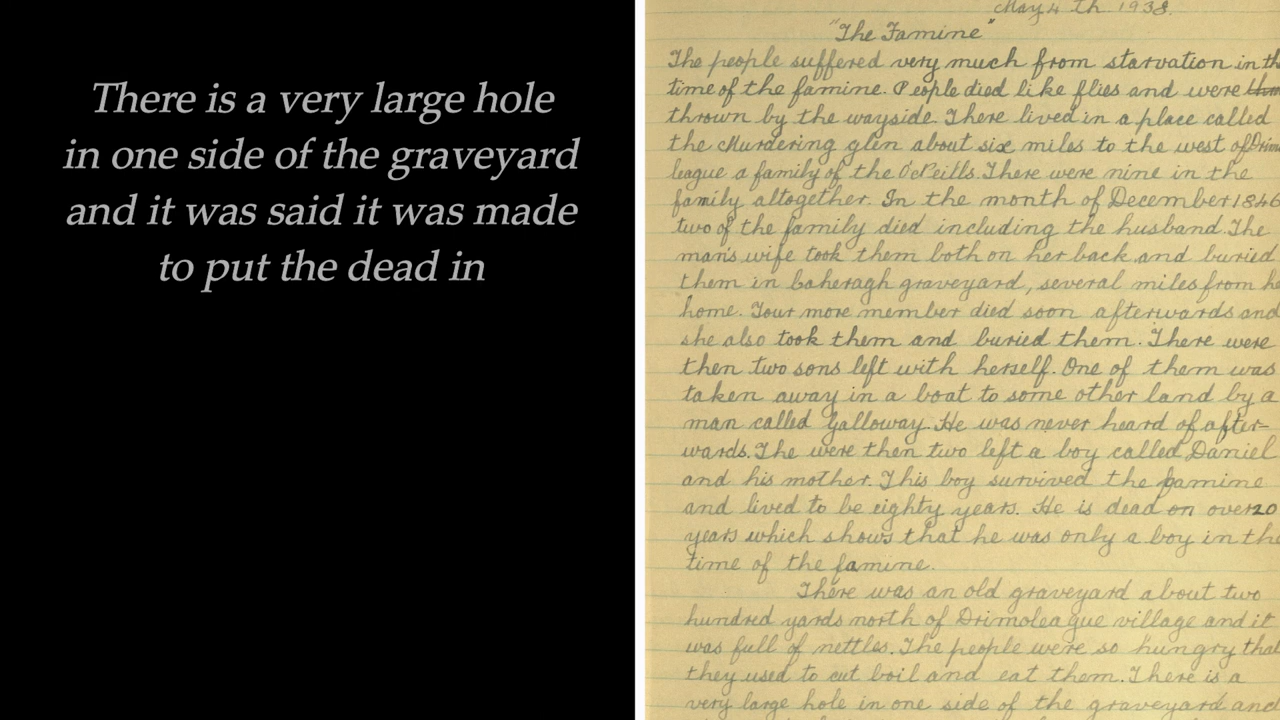 There is a very large hole
in one side of the graveyard
and it was said it was made
to put the dead in
May 4th 1938.
"The Famine"
The people suffered very much from starvation in th
time of the famine. People died like flies and were
thrown by the wayside. There lived in a place called
the Murdering glen about six miles to the west of Drim
league a family of the O'Neills. There were nine in the
family altogether. In the month of December 1846
two of the family died including the husband. The
man's wife took them both on her back and buried
them in Caheragh graveyard, several miles from he
home. Four more member died soon afterwards and
she also took them and buried them. There were
then two sons left with herself. One of them was
taken away in a boat to some other land by a
man called Galloway. He was never heard of after-
wards. The were then two left a boy called Daniel
and his mother. This boy survived the famine
and lived to be eighty years. He is dead on over 20
years which shows that he was only a boy in the
time of the famine.
There was an old graveyard about two
hundred yards north of Drimoleague village and it
was full of nettles. The people were so hungry that
they used to cut boil and eat them. There is a
very large hole in one side of the graveyard and